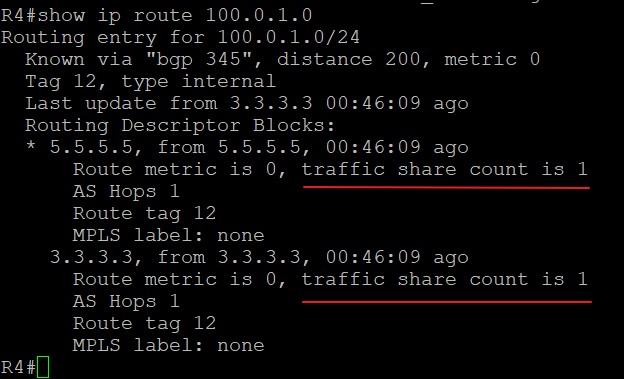 R4#show ip route 100.0.1.0
Routing entry for 100.0.1.0/24
  Known via "bgp 345", distance 200, metric 0
  Tag 12, type internal
  Last update from 3.3.3.3 00:46:09 ago
  Routing Descriptor Blocks:
  * 5.5.5.5, from 5.5.5.5, 00:46:09 ago
      Route metric is 0, traffic share count is 1
      AS Hops 1
      Route tag 12
      MPLS label: none
    3.3.3.3, from 3.3.3.3, 00:46:09 ago
      Route metric is 0, traffic share count is 1
      AS Hops 1
      Route tag 12
      MPLS label: none
R4#